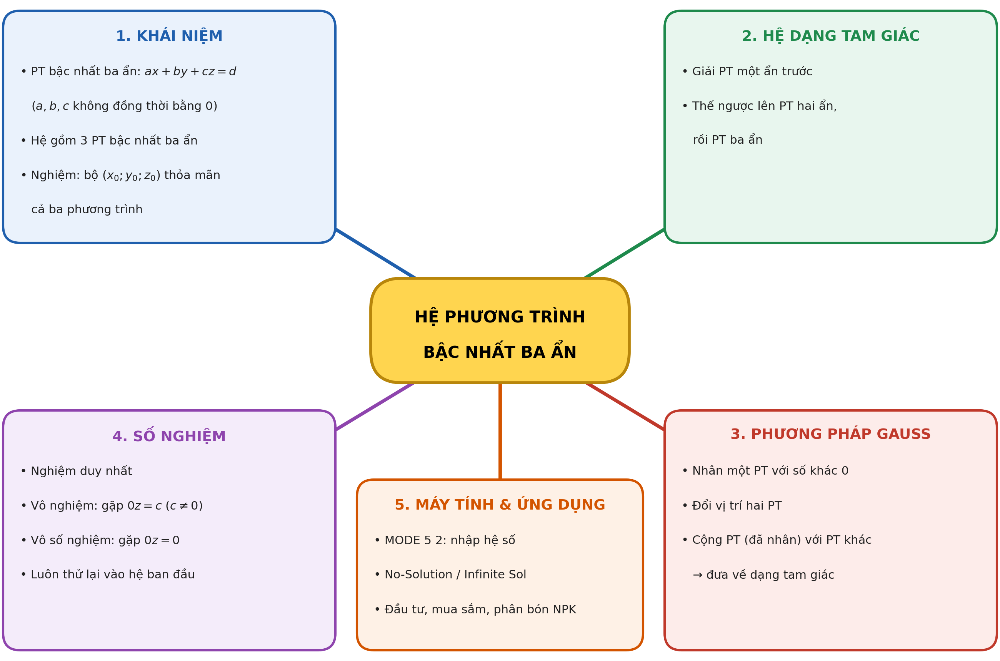 1. KHÁI NIỆM
• PT bậc nhất ba ẩn: ax + by + cz = d
(a, b, c không đồng thời bằng 0)
• Hệ gồm 3 PT bậc nhất ba ẩn
• Nghiệm: bộ (x₀; y₀; z₀) thỏa mãn
cả ba phương trình
2. HỆ DẠNG TAM GIÁC
• Giải PT một ẩn trước
• Thế ngược lên PT hai ẩn,
rồi PT ba ẩn
HỆ PHƯƠNG TRÌNH
BẬC NHẤT BA ẨN
4. SỐ NGHIỆM
• Nghiệm duy nhất
• Vô nghiệm: gặp 0z = c (c ≠ 0)
• Vô số nghiệm: gặp 0z = 0
• Luôn thử lại vào hệ ban đầu
5. MÁY TÍNH & ỨNG DỤNG
• MODE 5 2: nhập hệ số
• No-Solution / Infinite Sol
• Đầu tư, mua sắm, phân bón NPK
3. PHƯƠNG PHÁP GAUSS
• Nhân một PT với số khác 0
• Đổi vị trí hai PT
• Cộng PT (đã nhân) với PT khác
→ đưa về dạng tam giác